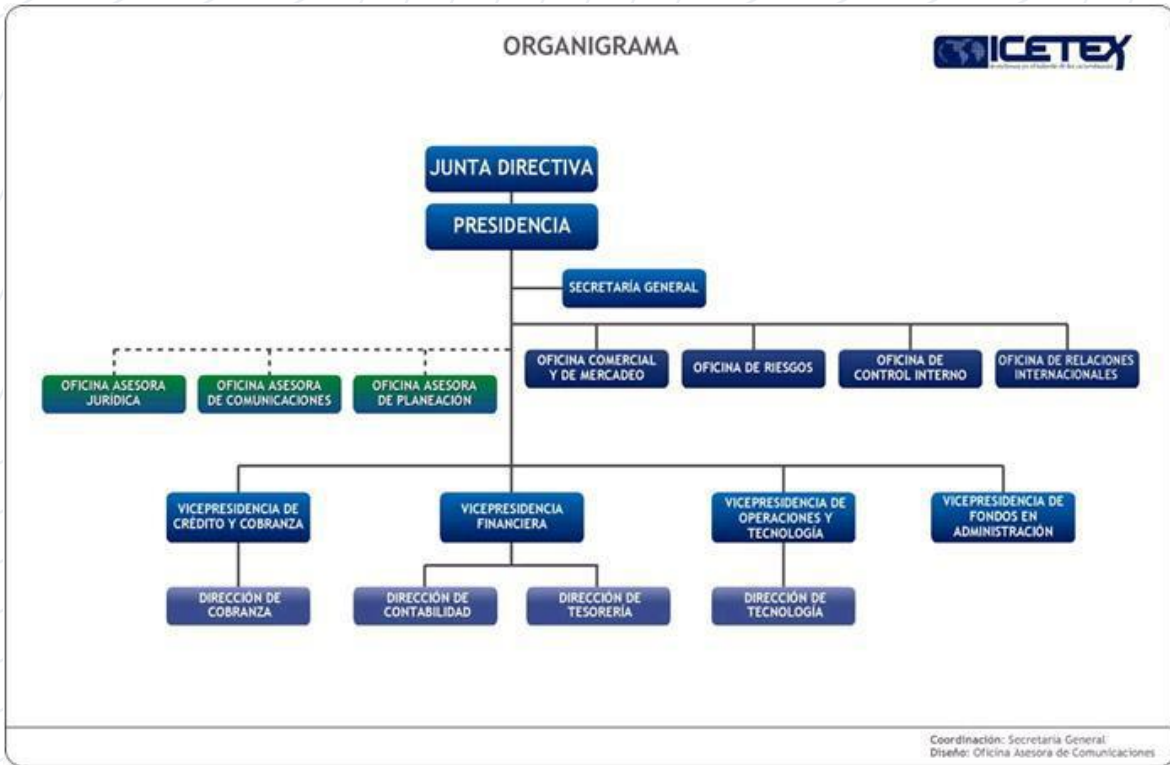 ORGANIGRAMA
ICETEX
JUNTA DIRECTIVA
PRESIDENCIA
SECRETARÍA GENERAL
OFICINA COMERCIAL
Y DE MERCADEO
OFICINA DE RIESGOS
OFICINA DE
CONTROL INTERNO
OFICINA DE RELACIONES
INTERNACIONALES
OFICINA ASESORA
JURÍDICA
OFICINA ASESORA
DE COMUNICACIONES
OFICINA ASESORA
DE PLANEACIÓN
VICEPRESIDENCIA DE
CRÉDITO Y COBRANZA
VICEPRESIDENCIA
FINANCIERA
VICEPRESIDENCIA DE
OPERACIONES Y
TECNOLOGÍA
VICEPRESIDENCIA DE
FONDOS EN
ADMINISTRACIÓN
DIRECCIÓN DE
COBRANZA
DIRECCIÓN DE
CONTABILIDAD
DIRECCIÓN DE
TESORERÍA
DIRECCIÓN DE
TECNOLOGÍA
Coordinación: Secretaria General
Diseño: Oficina Asesora de Comunicaciones